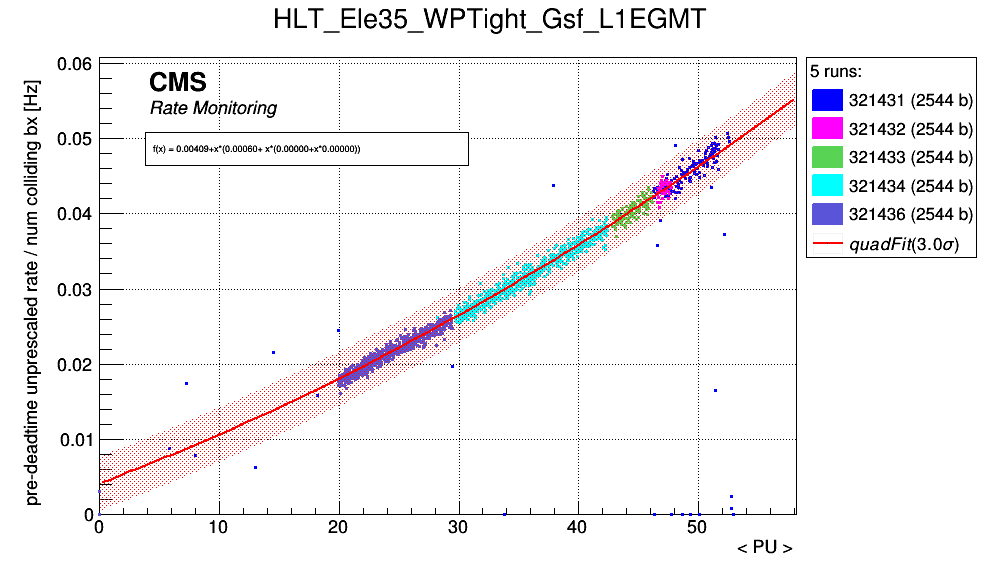 HLT_Ele35_WPTight_Gsf_L1EGMT
pre-deadtime unprescaled rate / num colliding bx [Hz]
0.06
0.05
0.04
0.03
0.02
0.01
0
CMS
Rate Monitoring
f(x) = 0.00409+x*(0.00060+ x*(0.00000+x*0.00000))
0 10 20 30 40 50
< PU >
5 runs:
321431 (2544 b)
321432 (2544 b)
321433 (2544 b)
321434 (2544 b)
321436 (2544 b)
quadFit(3.0σ)